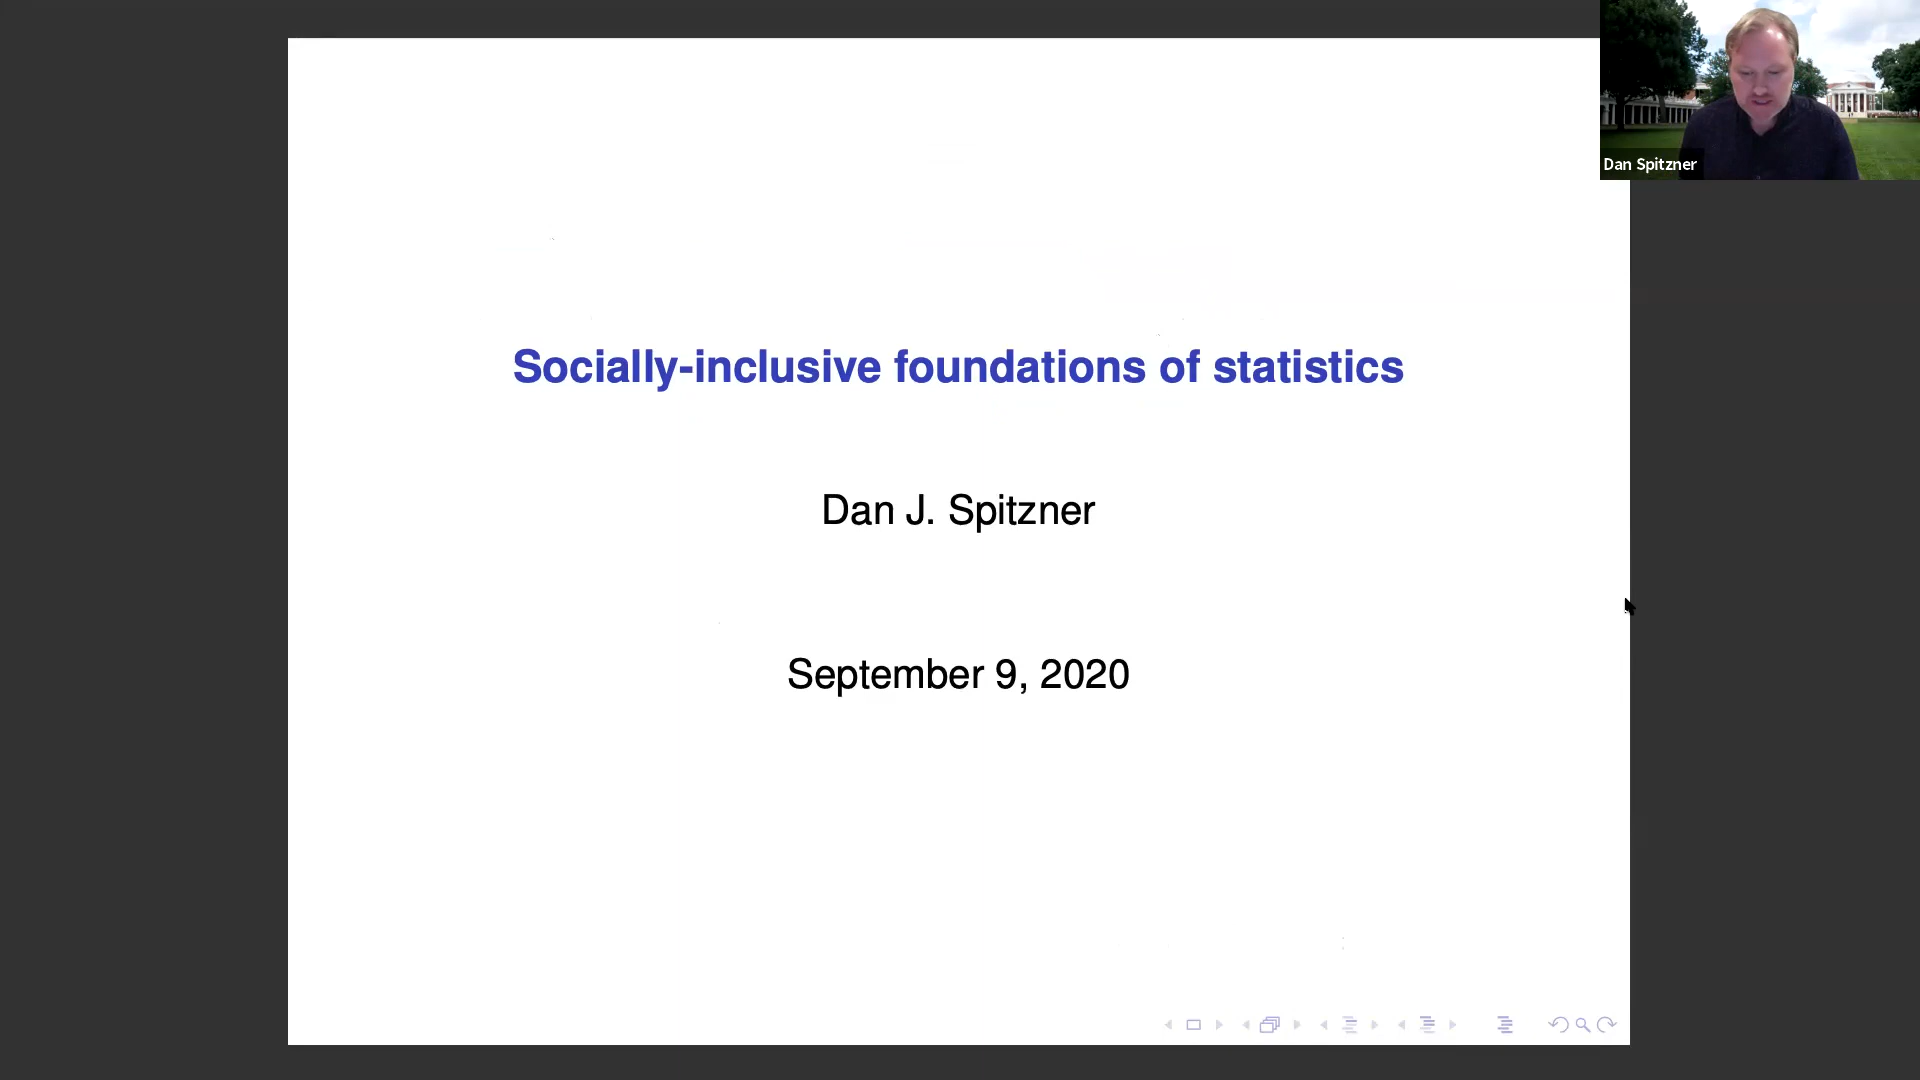 Socially-inclusive foundations of statistics
Dan J. Spitzner
September 9, 2020
Dan Spitzner